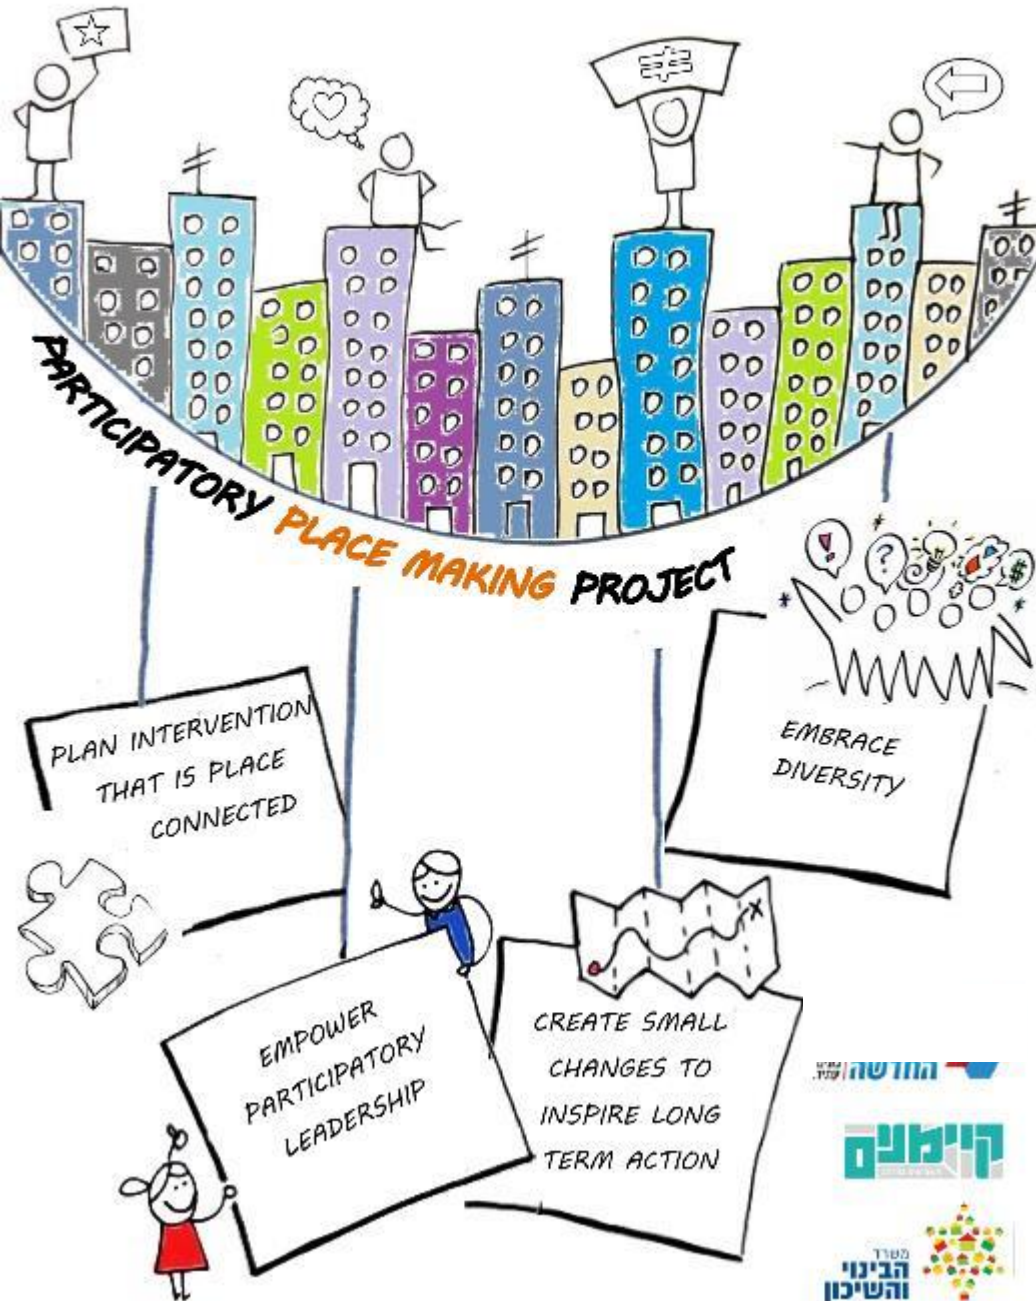 PARTICIPATORY PLACE MAKING PROJECT
PLAN INTERVENTION
THAT IS PLACE
CONNECTED
EMBRACE
DIVERSITY
EMPOWER
PARTICIPATORY
LEADERSHIP
CREATE SMALL
CHANGES TO
INSPIRE LONG
TERM ACTION
החדשה
קיימנים
משרד
הבינוי
והשיכון